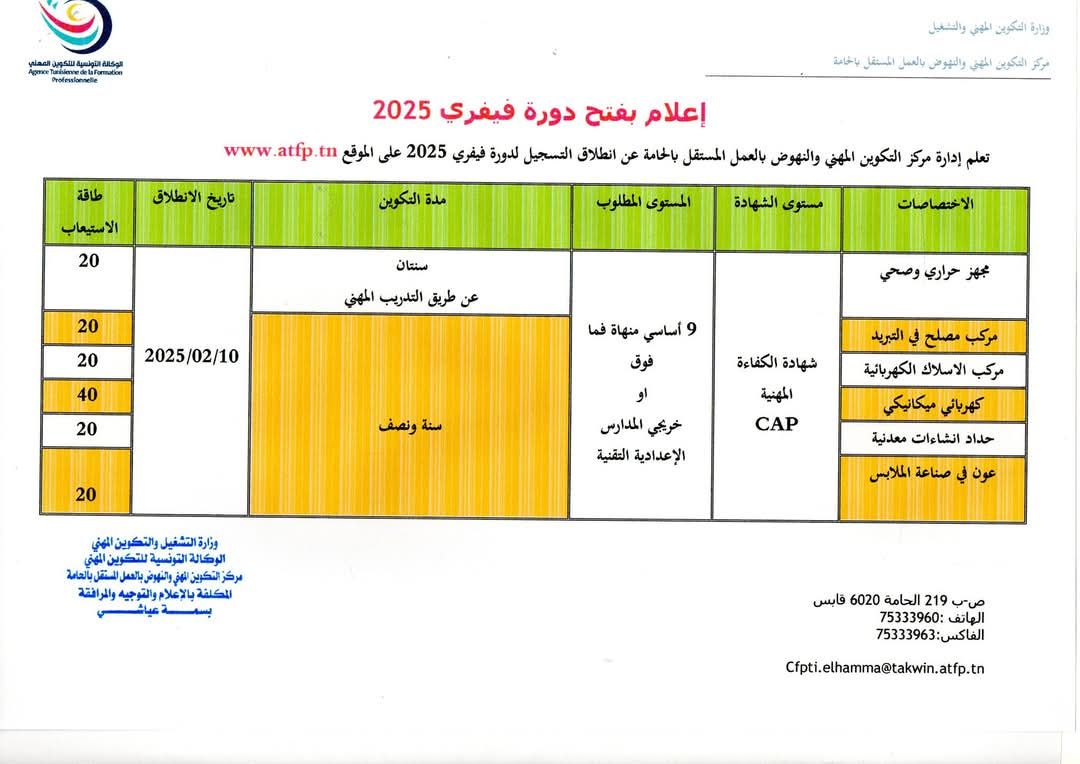 الوكالة التونسية للتكوين المهني
Agence Tunisienne de la Formation
Professionnelle
وزارة التكوين المهني والتشغيل
مركز التكوين المهني والنهوض بالعمل المستقل بالحامة
إعلام بفتح دورة فيفري 2025
تعلم إدارة مركز التكوين المهني والنهوض بالعمل المستقل بالحامة عن انطلاق التسجيل لدورة فيفري 2025 على الموقع www.atfp.tn
الاختصاصات
مستوى الشهادة
المستوى المطلوب
مدة التكوين
تاريخ الانطلاق
طاقة
الاستيعاب
مجهز حراري وصحي
سنتان
عن طريق التدريب المهني
20
مركب مصلح في التبريد
20
مركب الاسلاك الكهربائية
20
كهربائي ميكانيكي
40
حداد انشاءات معدنية
20
عون في صناعة الملابس
20
شهادة الكفاءة
المهنية
CAP
9 أساسي منهاة فما
فوق
او
خريجي المدارس
الإعدادية التقنية
سنة ونصف
2025/02/10
وزارة التشغيل والتكوين المهني
الوكالة التونسية للتكوين المهني
مركز التكوين المهني والنهوض بالعمل المستقل بالحامة
المكلفة بالإعلام والتوجيه والمرافقة
بسمــــة عياشــــي
ص-ب 219 الحامة 6020 قابس
الهاتف :75333960
الفاكس:75333963
Cfpti.elhamma@takwin.atfp.tn